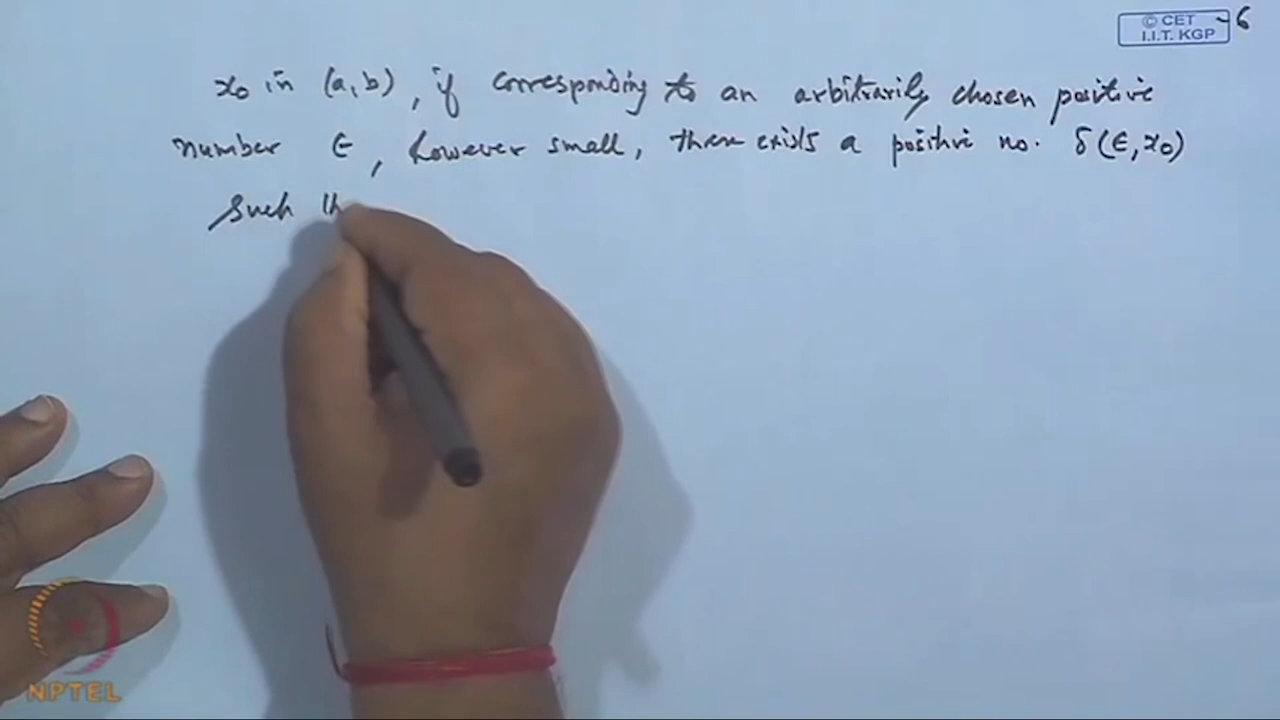 © CET
I.I.T. KGP
-6
x₀ in (a, b), if corresponding to an arbitrarily chosen positive
number ∈, however small, there exists a positive no. δ(∈, x₀)
such th
NPTEL